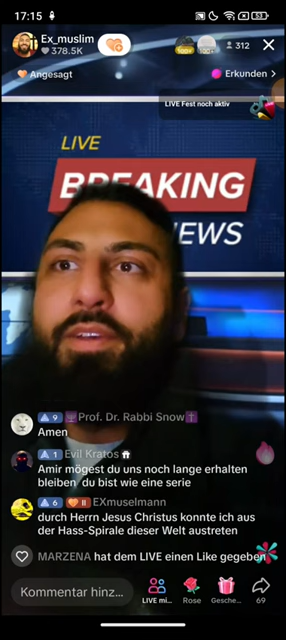 17:15
53
Ex_muslim
378.5K
312
Angesagt
Erkunden
LIVE Fest noch aktiv
LIVE
BREAKING
NEWS
9 Prof. Dr. Rabbi Snow
Amen
1 Evil Kratos
Amir mögest du uns noch lange erhalten
bleiben du bist wie eine serie
6 II EXmuselmann
durch Herrn Jesus Christus konnte ich aus
der Hass-Spirale dieser Welt austreten
MARZENA hat dem LIVE einen Like gegeben
Kommentar hinz...
LIVE mi...
Rose
Gesche...
69